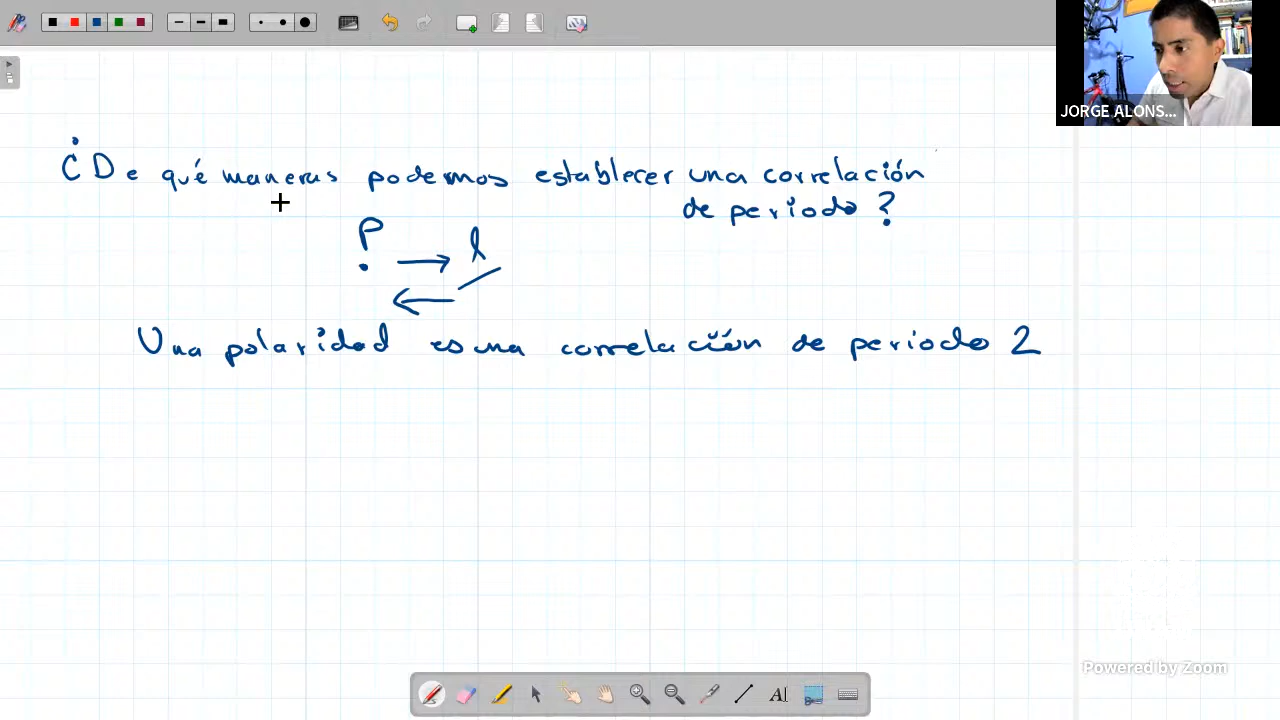 JORGE ALONS...
¿De qué maneras podemos establecer una correlación
de periodo?
P → l
←
Una polaridad es una correlación de periodo 2
AI
Powered by Zoom